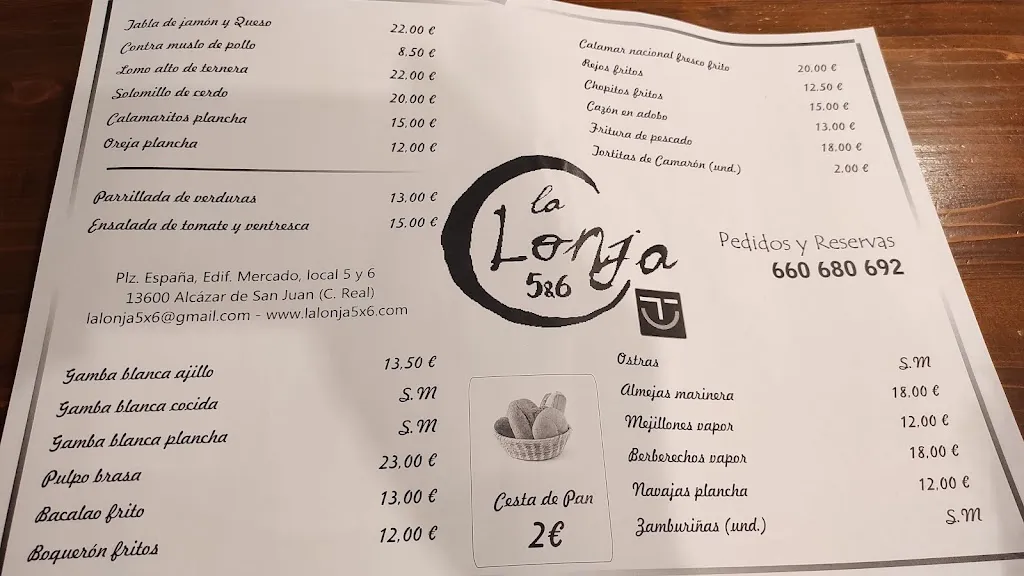 Tabla de jamón y Queso 22.00 €
Contra muslo de pollo 8.50 €
Lomo alto de ternera 22.00 €
Solomillo de cerdo 20.00 €
Calamaritos plancha 15.00 €
Oreja plancha 12.00 €
Parrillada de verduras 13.00 €
Ensalada de tomate y ventresca 15.00 €
Plz. España, Edif. Mercado, local 5 y 6
13600 Alcázar de San Juan (C. Real)
lalonja5x6@gmail.com - www.lalonja5x6.com
Calamar nacional fresco frito 20.00 €
Rejos fritos 12.50 €
Chopitos fritos 15.00 €
Cazón en adobo 13.00 €
Fritura de pescado 18.00 €
Tortitas de Camarón (und.) 2.00 €
la
Lonja
5&6
Pedidos y Reservas
660 680 692
Gamba blanca ajillo 13,50 €
Gamba blanca cocida S.M
Gamba blanca plancha S.M
Pulpo brasa 23,00 €
Bacalao frito 13,00 €
Boquerón fritos 12,00 €
Cesta de Pan
2€
Ostras S.M
Almejas marinera 18.00 €
Mejillones vapor 12.00 €
Berberechos vapor 18,00 €
Navajas plancha 12.00 €
Zamburiñas (und.) S.M